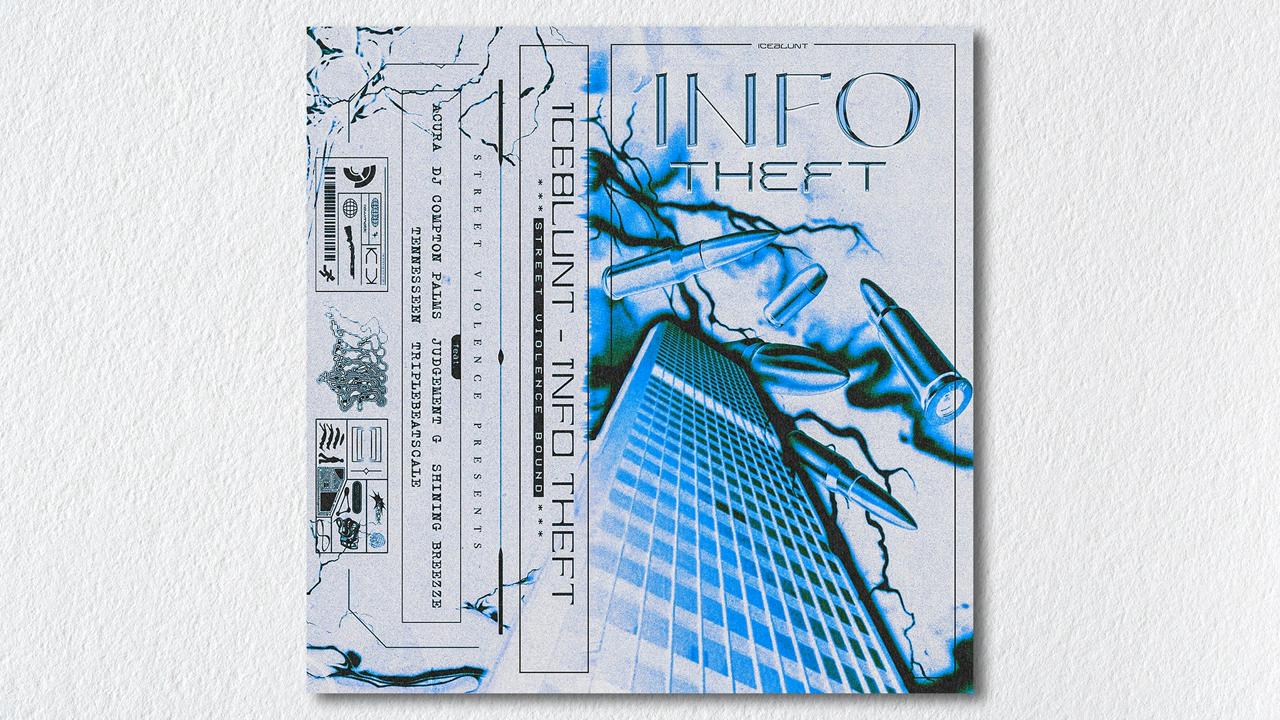 ICEBLUNT
INFO
THEFT
ICEBLUNT - INFO THEFT
*** STREET VIOLENCE BOUND ***
STREET VIOLENCE PRESENTS
feat
ACURA DJ COMPTON PALMS JUDGEMENT G SHINING BREEZZE
TENNESSEEN TRIPLEBEATSCALE